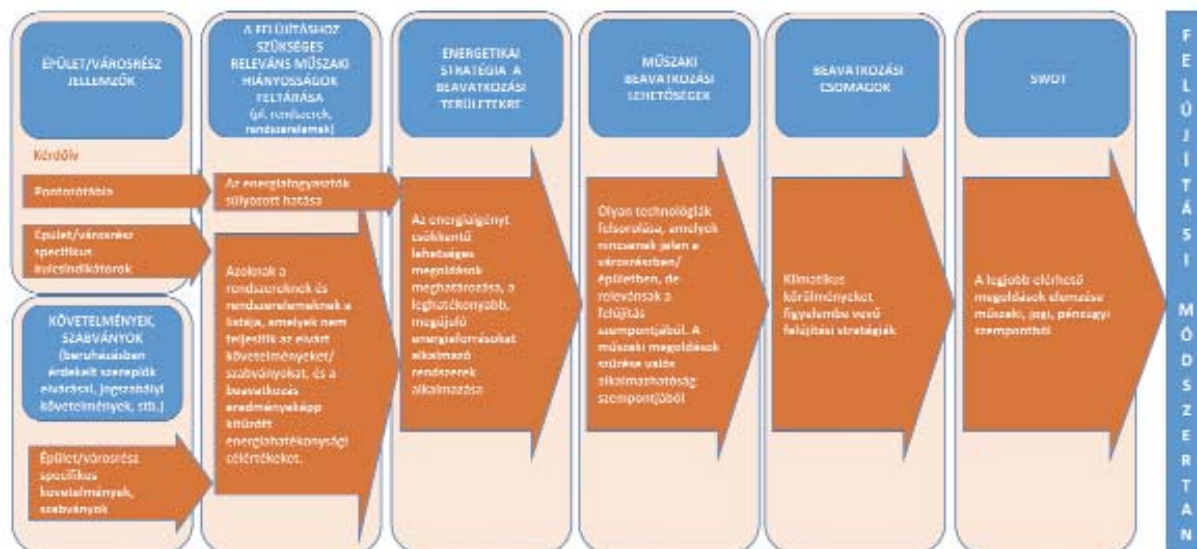 ÉPÜLET/VÁROSRÉSZ
JELLEMZŐK
Kérdőív
Pontozótábla
Épület/városrész
specifikus
kulcsindikátorok
KÖVETELMÉNYEK,
SZABVÁNYOK
(beruházásban
érdekelt szereplők
elvárásai, jogszabályi
követelmények, stb.)
Épület/városrész
specifikus
követelmények,
szabványok
A FELÚJÍTÁSHOZ
SZÜKSÉGES
RELEVÁNS MŰSZAKI
HIÁNYOSSÁGOK
FELTÁRÁSA
(pl. rendszerek,
rendszerelemek)
Az energiafogyasztók
súlyozott hatása
Azoknak a
rendszereknek és
rendszerelemeknek a
listája, amelyek nem
teljesítik az elvárt
követelményeket/
szabványokat, és a
beavatkozás
eredményeképp
kitűzött
energiahatékonysági
célértékeket.
ENERGETIKAI
STRATÉGIA A
BEAVATKOZÁSI
TERÜLETEKRE
Az energiaigényt
csökkentő
lehetséges
megoldások
meghatározása, a
leghatékonyabb,
megújuló
energiaforrásokat
alkalmazó
rendszerek
alkalmazása
MŰSZAKI
BEAVATKOZÁSI
LEHETŐSÉGEK
Olyan technológiák
felsorolása, amelyek
nincsenek jelen a
városrészben/
épületben, de
relevánsak a
felújítás
szempontjából. A
műszaki megoldások
szűrése valós
alkalmazhatóság
szempontjából
BEAVATKOZÁSI
CSOMAGOK
Klimatikus
körülményeket
figyelembe vevő
felújítási stratégiák
SWOT
A legjobb elérhető
megoldások elemzése
műszaki, jogi, pénzügyi
szempontból
FELÚJÍTÁSI MÓDSZERTAN